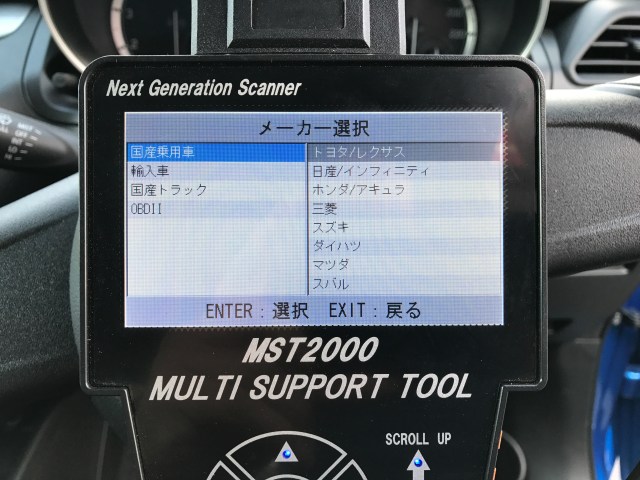 Next Generation Scanner
メーカー選択
国産乗用車
輸入車
国産トラック
OBDII
トヨタ/レクサス
日産/インフィニティ
ホンダ/アキュラ
三菱
スズキ
ダイハツ
マツダ
スバル
ENTER：選択 EXIT：戻る
MST2000
MULTI SUPPORT TOOL
SCROLL UP